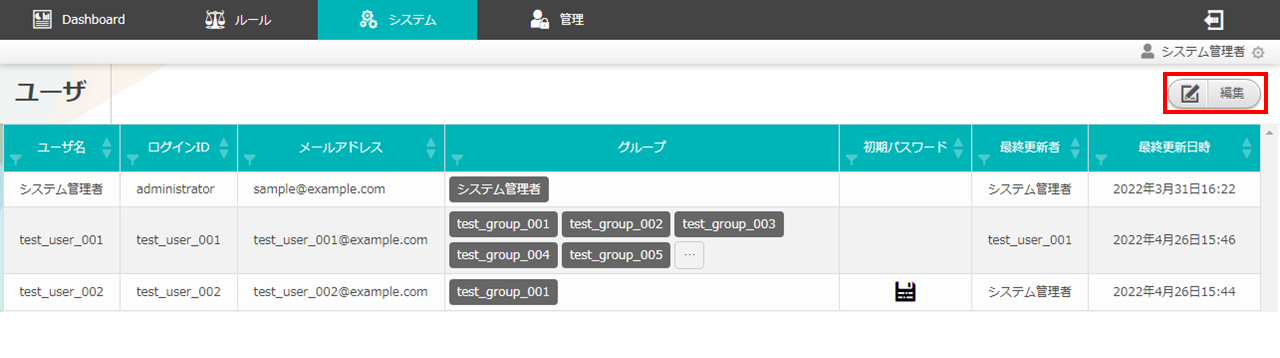 Dashboard ルール システム 管理
システム管理者
ユーザ 編集
ユーザ名 ログインID メールアドレス グループ 初期パスワード 最終更新者 最終更新日時
システム管理者 administrator sample@example.com システム管理者 システム管理者 2022年3月31日16:22
test_group_001 test_group_002 test_group_003
test_user_001 test_user_001 test_user_001@example.com test_user_001 2022年4月26日15:46
test_group_004 test_group_005 …
test_user_002 test_user_002 test_user_002@example.com test_group_001 システム管理者 2022年4月26日15:44